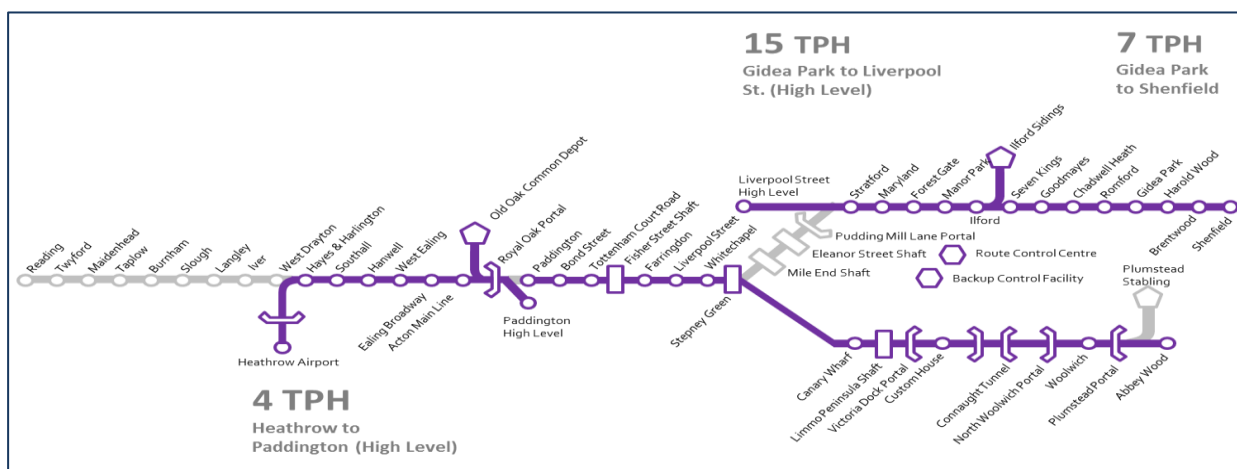 15 TPH
Gidea Park to Liverpool
St. (High Level)
7 TPH
Gidea Park
to Shenfield
Reading
Twyford
Maidenhead
Taplow
Burnham
Slough
Langley
Iver
West Drayton
Hayes & Harlington
Southall
Hanwell
West Ealing
Ealing Broadway
Acton Main Line
Old Oak Common Depot
Royal Oak Portal
Paddington
High Level
Paddington
Bond Street
Tottenham Court Road
Fisher Street Shaft
Farringdon
Liverpool Street
Whitechapel
Stepney Green
Liverpool Street
High Level
Stratford
Maryland
Forest Gate
Manor Park
Ilford
Ilford Sidings
Seven Kings
Goodmayes
Chadwell Heath
Romford
Gidea Park
Harold Wood
Brentwood
Shenfield
Pudding Mill Lane Portal
Eleanor Street Shaft
Mile End Shaft
Route Control Centre
Backup Control Facility
Plumstead
Stabling
Heathrow Airport
Canary Wharf
Limmo Peninsula Shaft
Victoria Dock Portal
Custom House
Connaught Tunnel
North Woolwich Portal
Woolwich
Plumstead Portal
Abbey Wood
4 TPH
Heathrow to
Paddington (High Level)